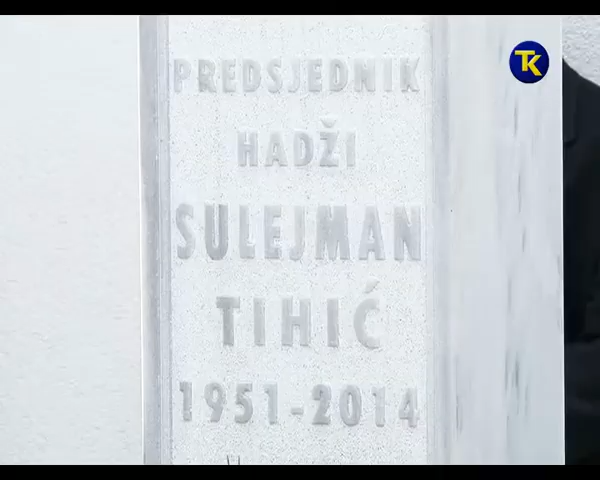 PREDSJEDNIK
HADŽI
SULEJMAN
TIHIĆ
1951-2014
TK